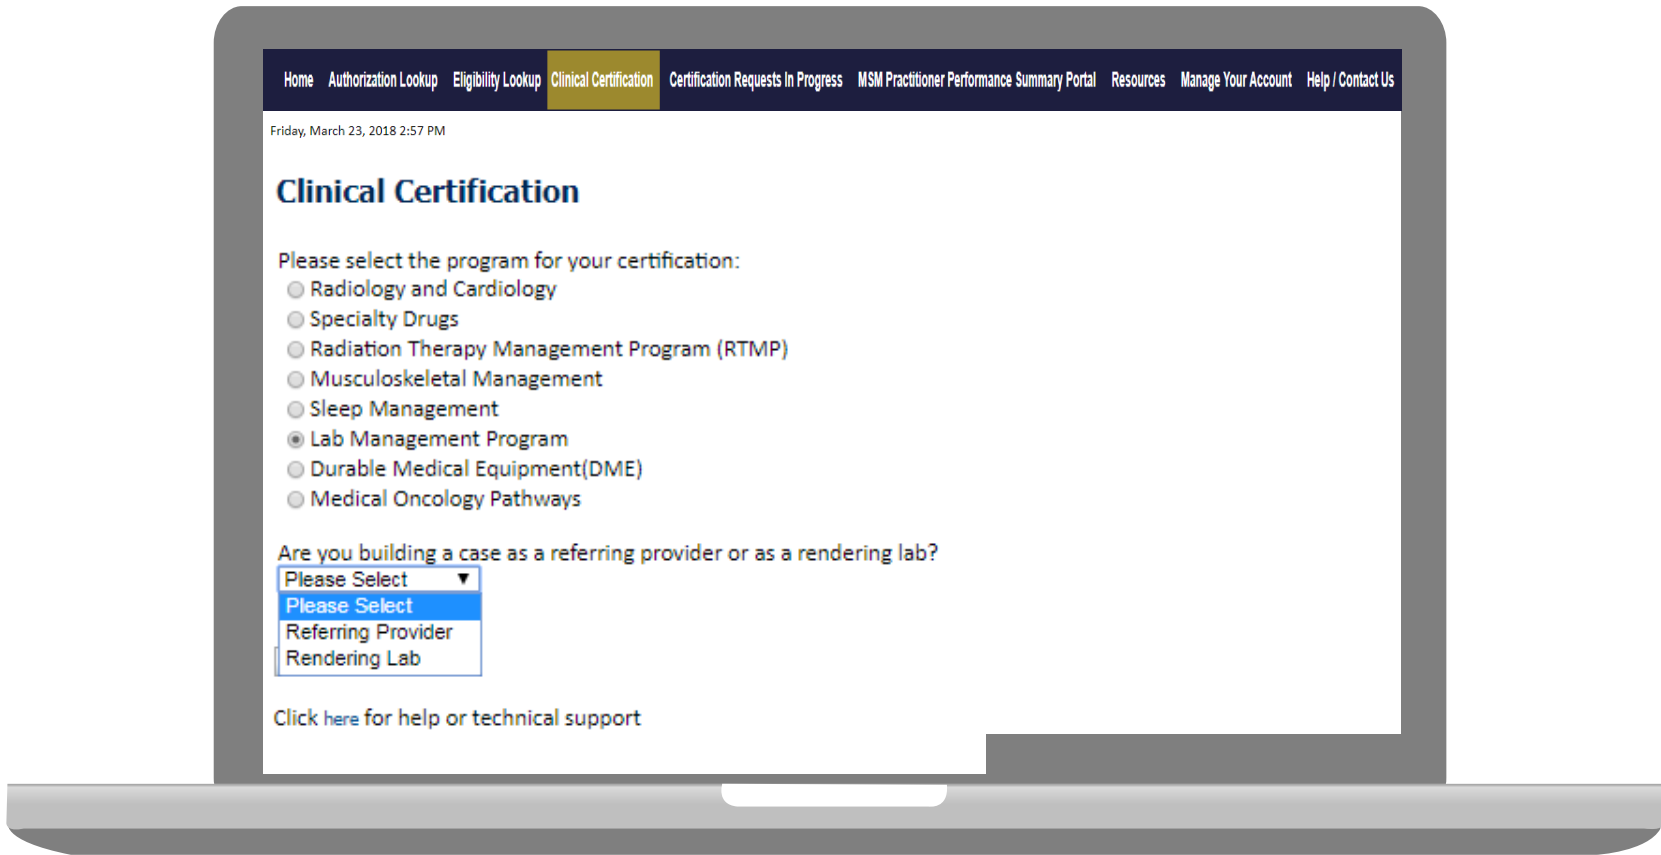 Home Authorization Lookup Eligibility Lookup Clinical Certification Certification Requests In Progress MSM Practitioner Performance Summary Portal Resources Manage Your Account Help / Contact Us
Friday, March 23, 2018 2:57 PM
Clinical Certification
Please select the program for your certification:
Radiology and Cardiology
Specialty Drugs
Radiation Therapy Management Program (RTMP)
Musculoskeletal Management
Sleep Management
Lab Management Program
Durable Medical Equipment(DME)
Medical Oncology Pathways
Are you building a case as a referring provider or as a rendering lab?
Please Select
Please Select
Referring Provider
Rendering Lab
Click here for help or technical support